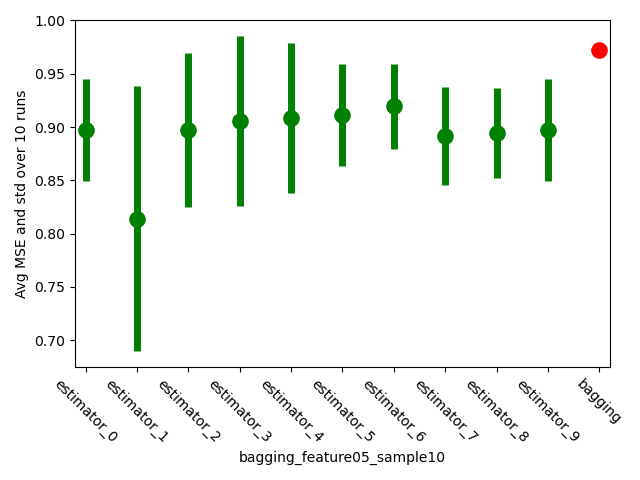 1.00
0.95
0.90
0.85
0.80
0.75
0.70
Avg MSE and std over 10 runs
estimator_0
estimator_1
estimator_2
estimator_3
estimator_4
estimator_5
estimator_6
estimator_7
estimator_8
estimator_9
bagging
bagging_feature05_sample10